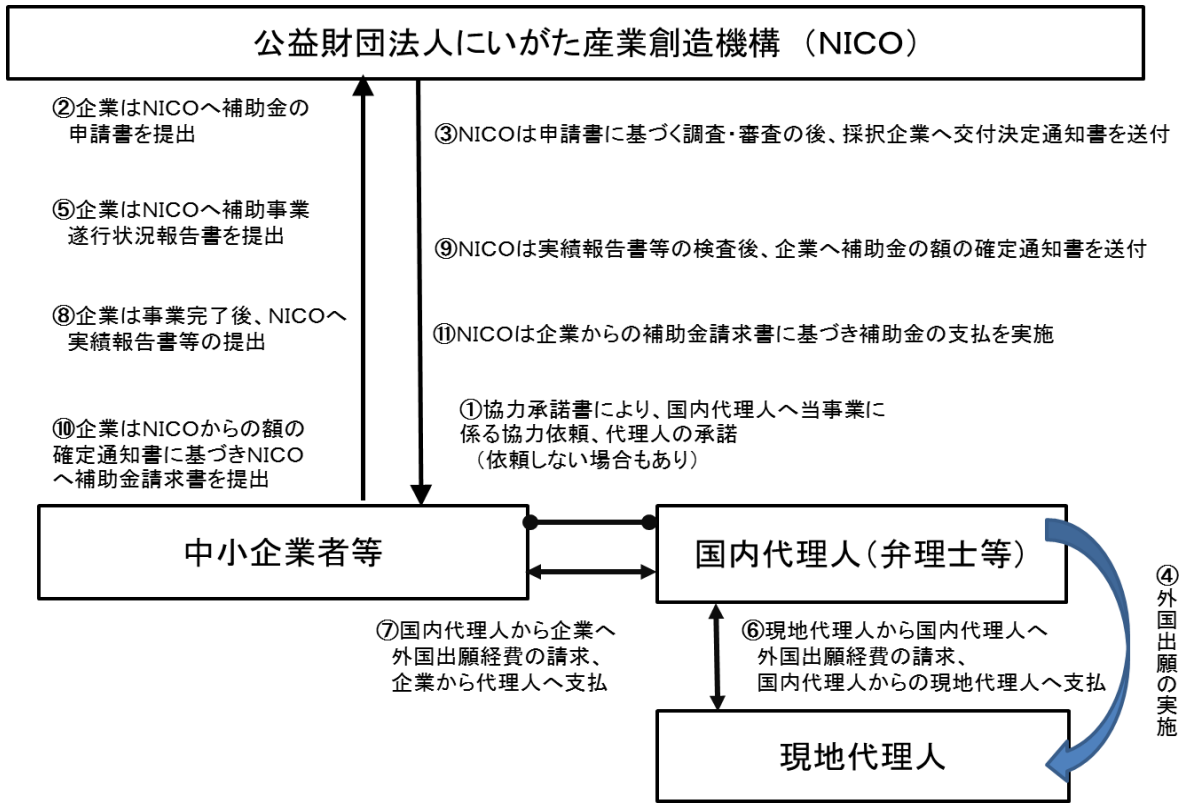 公益財団法人にいがた産業創造機構 （NICO）
②企業はNICOへ補助金の
申請書を提出
③NICOは申請書に基づく調査・審査の後、採択企業へ交付決定通知書を送付
⑤企業はNICOへ補助事業
遂行状況報告書を提出
⑨NICOは実績報告書等の検査後、企業へ補助金の額の確定通知書を送付
⑧企業は事業完了後、NICOへ
実績報告書等の提出
⑪NICOは企業からの補助金請求書に基づき補助金の支払を実施
①協力承諾書により、国内代理人へ当事業に
係る協力依頼、代理人の承諾
（依頼しない場合もあり）
⑩企業はNICOからの額の
確定通知書に基づきNICO
へ補助金請求書を提出
中小企業者等
国内代理人（弁理士等）
④外国出願の実施
⑦国内代理人から企業へ
外国出願経費の請求、
企業から代理人へ支払
⑥現地代理人から国内代理人へ
外国出願経費の請求、
国内代理人からの現地代理人へ支払
現地代理人